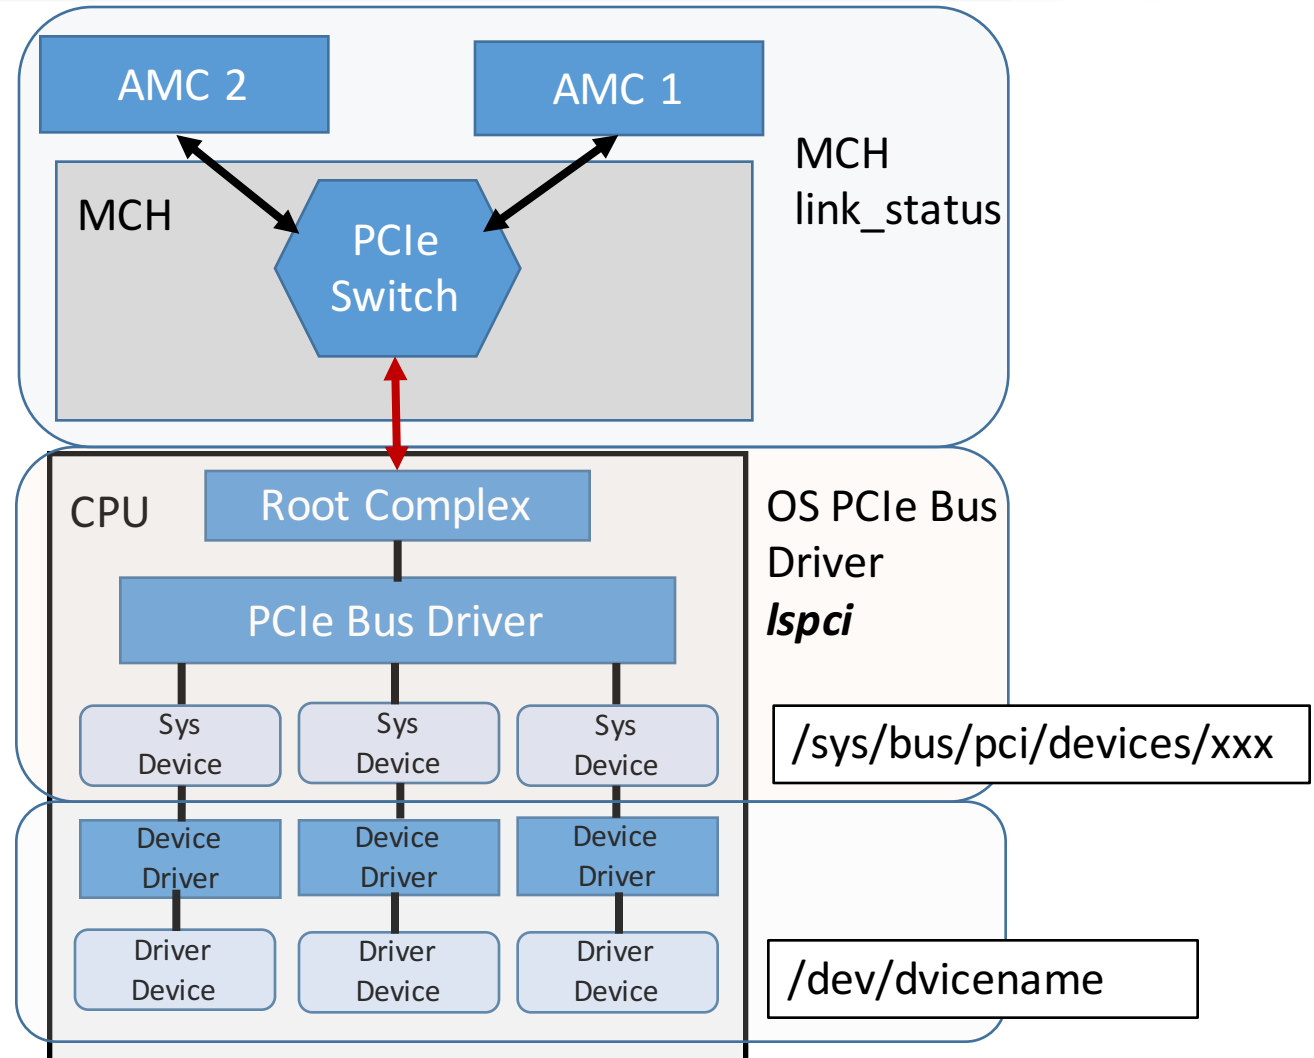 AMC 2
AMC 1
MCH
PCIe
Switch
MCH
link_status
CPU
Root Complex
OS PCIe Bus
Driver
lspci
PCIe Bus Driver
Sys
Device
Sys
Device
Sys
Device
/sys/bus/pci/devices/xxx
Device
Driver
Device
Driver
Device
Driver
Driver
Device
Driver
Device
Driver
Device
/dev/dvicename